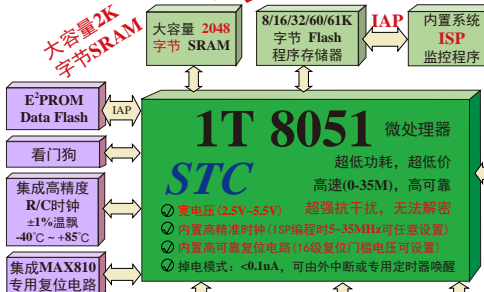 大容量2K
字节SRAM
大容量 2048
字节 SRAM
8/16/32/60/61K
字节 Flash
程序存储器
IAP
内置系统
ISP
监控程序
E²PROM
Data Flash
IAP
看门狗
集成高精度
R/C时钟
±1%温飘
-40℃ ~ +85℃
集成MAX810
专用复位电路
1T 8051 微处理器
STC
超低功耗，超低价
高速(0-35M)，高可靠
宽电压(2.5V~5.5V) 超强抗干扰，无法解密
内置高精准时钟(ISP编程时5~35MHz可任意设置)
内置高可靠复位电路(16级复位门槛电压可设置)
掉电模式：<0.1uA，可由外中断或专用定时器唤醒